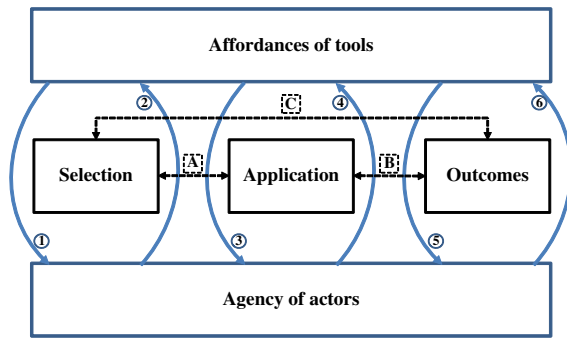 Affordances of tools
② ④ ⑥
C
A B
Selection Application Outcomes
① ③ ⑤
Agency of actors